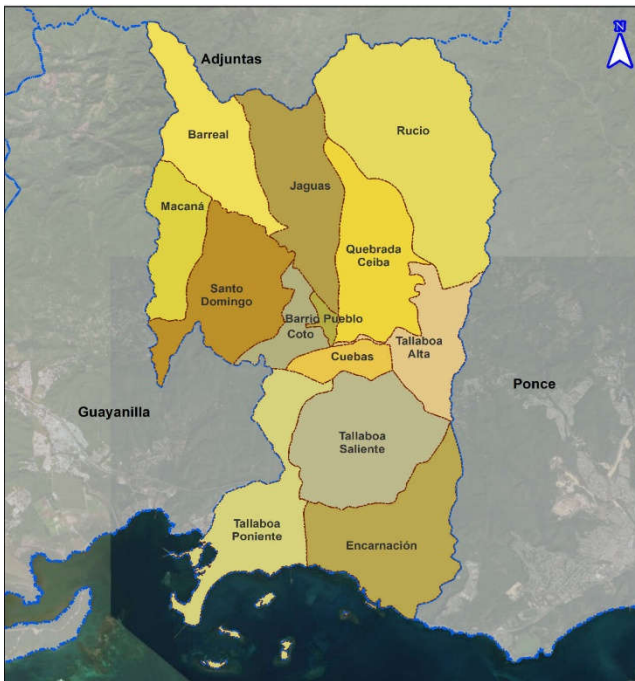 N
Adjuntas
Barreal
Rucio
Jaguas
Macaná
Quebrada
Ceiba
Santo
Domingo
Barrio Pueblo
Coto
Tallaboa
Alta
Cuebas
Guayanilla
Ponce
Tallaboa
Saliente
Tallaboa
Poniente
Encarnación